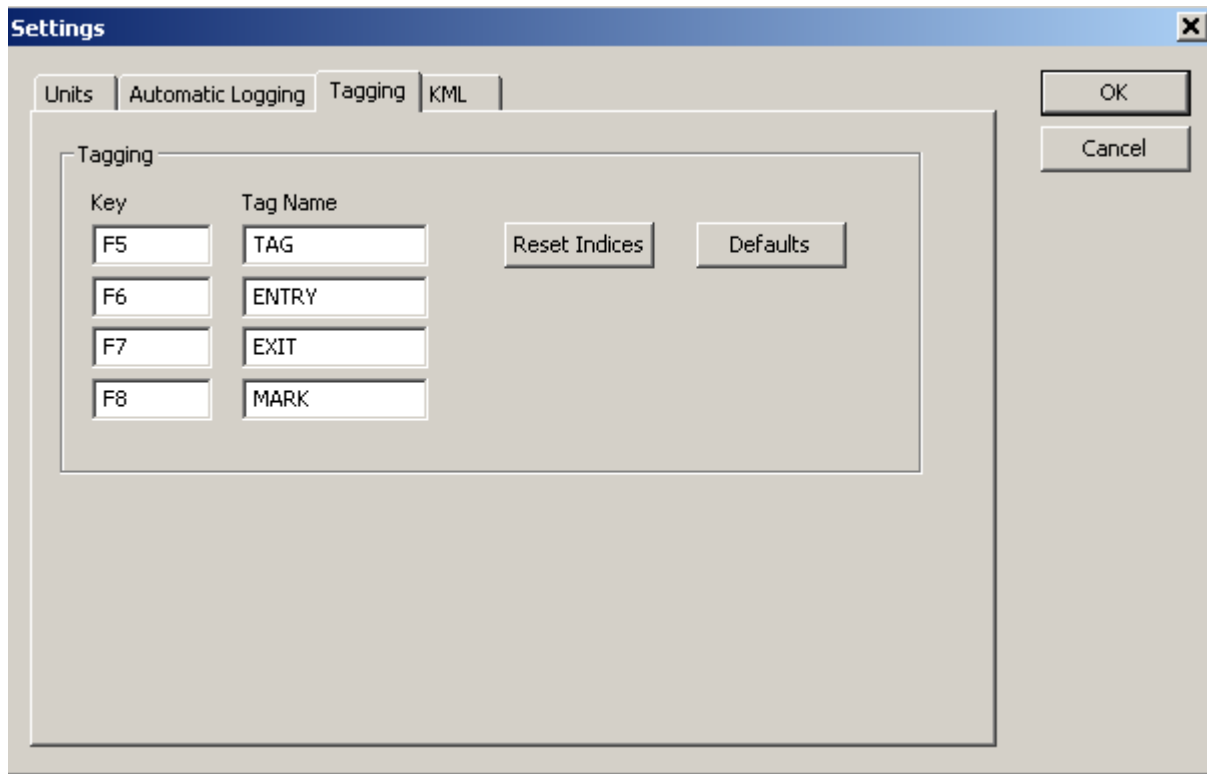 Settings
Units Automatic Logging Tagging KML
OK
Cancel
Tagging
Key Tag Name
F5 TAG Reset Indices Defaults
F6 ENTRY
F7 EXIT
F8 MARK